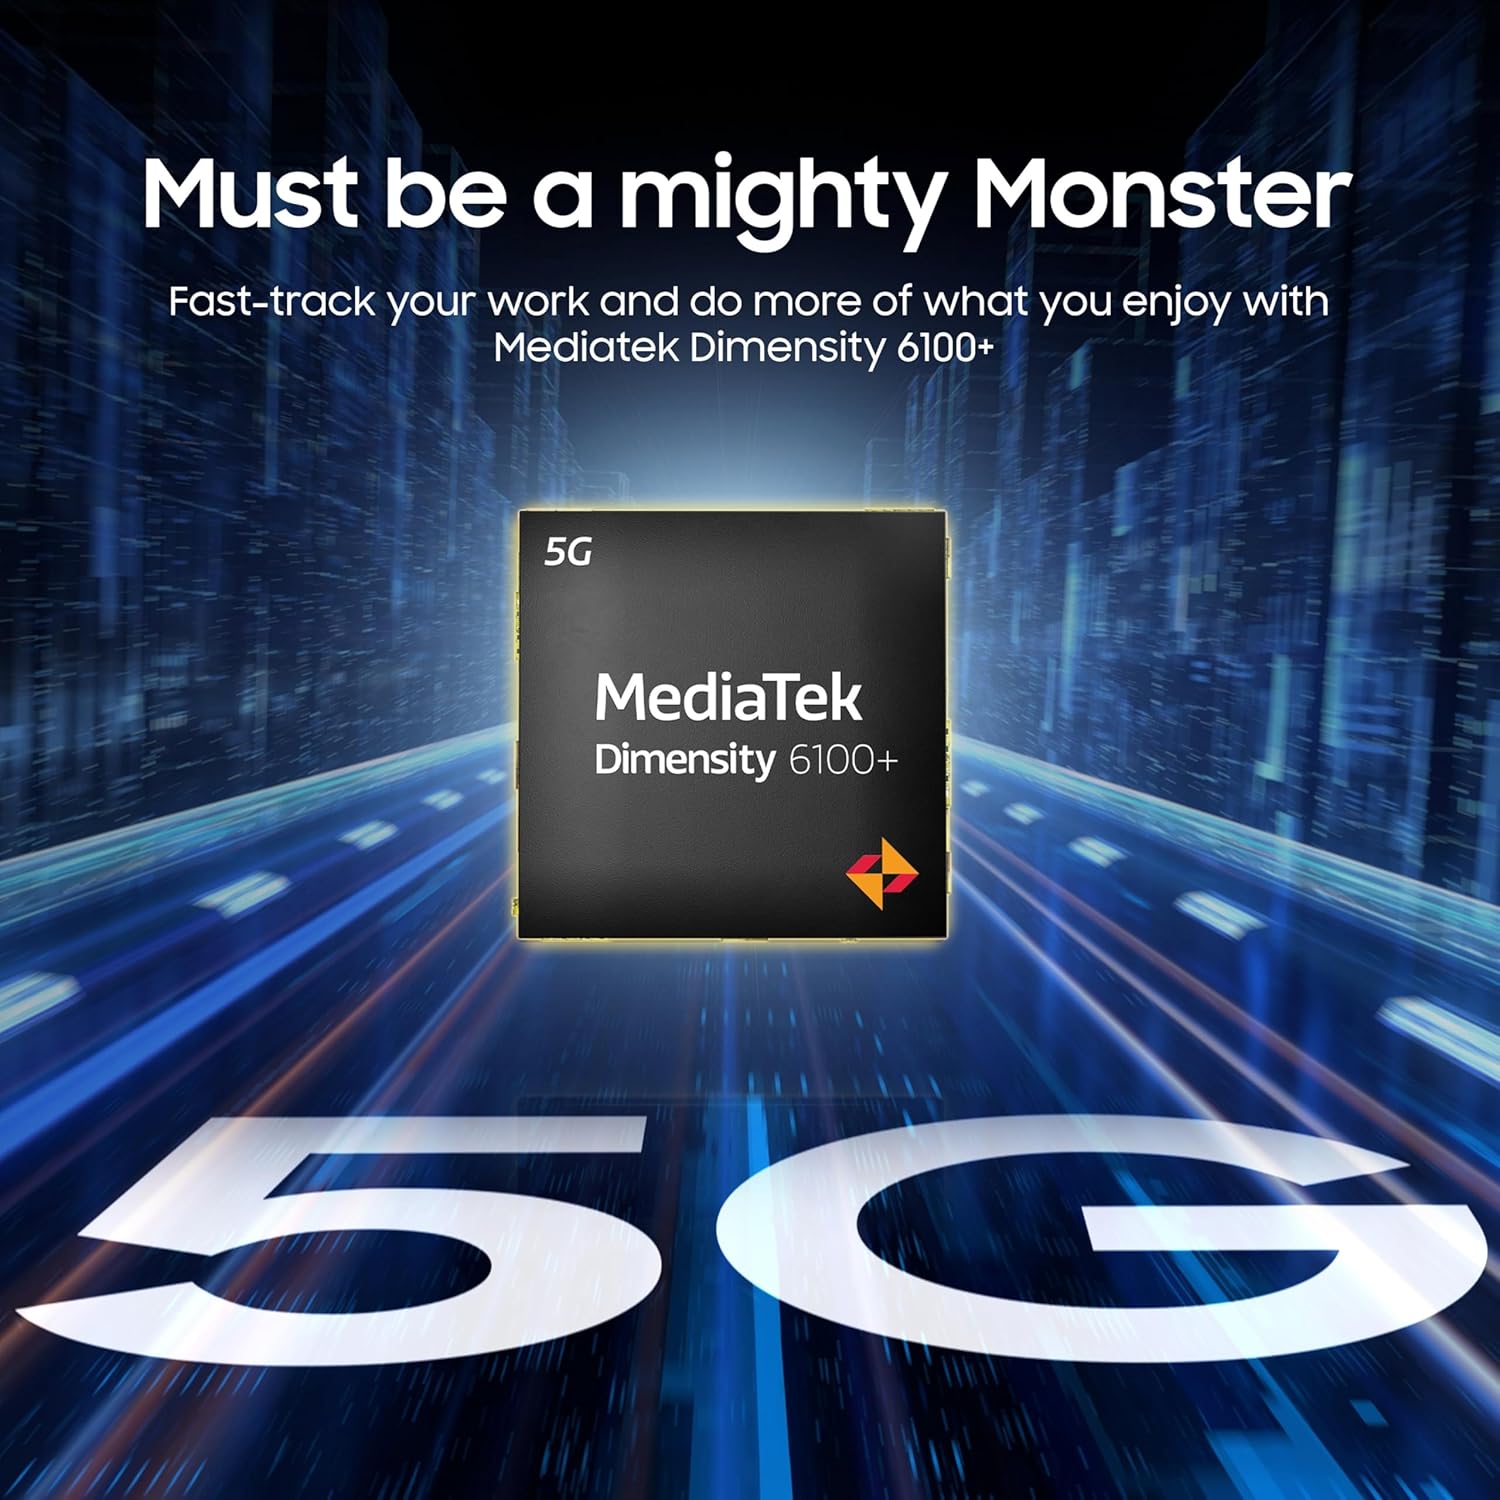 Must be a mighty Monster
Fast-track your work and do more of what you enjoy with
Mediatek Dimensity 6100+
5G
MediaTek
Dimensity 6100+
5G